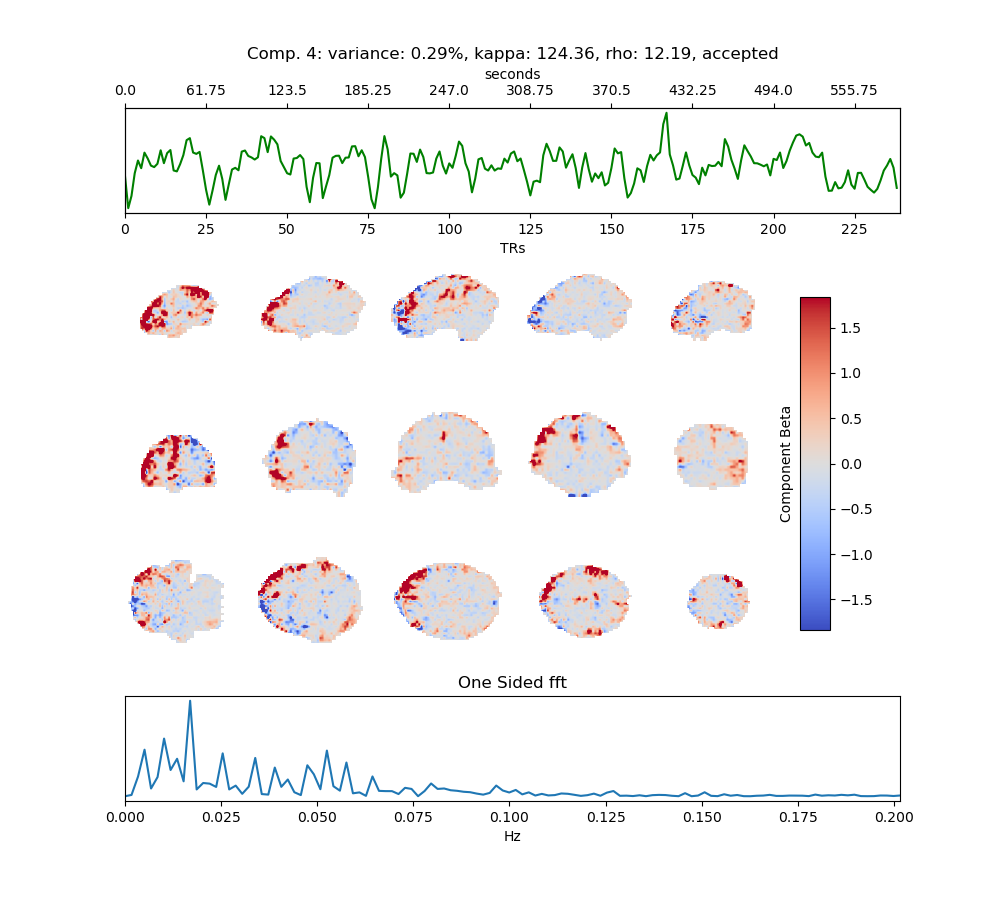 Comp. 4: variance: 0.29%, kappa: 124.36, rho: 12.19, accepted
seconds
0.0 61.75 123.5 185.25 247.0 308.75 370.5 432.25 494.0 555.75
0 25 50 75 100 125 150 175 200 225
TRs
1.5
1.0
0.5
0.0
−0.5
−1.0
−1.5
Component Beta
One Sided fft
0.000 0.025 0.050 0.075 0.100 0.125 0.150 0.175 0.200
Hz